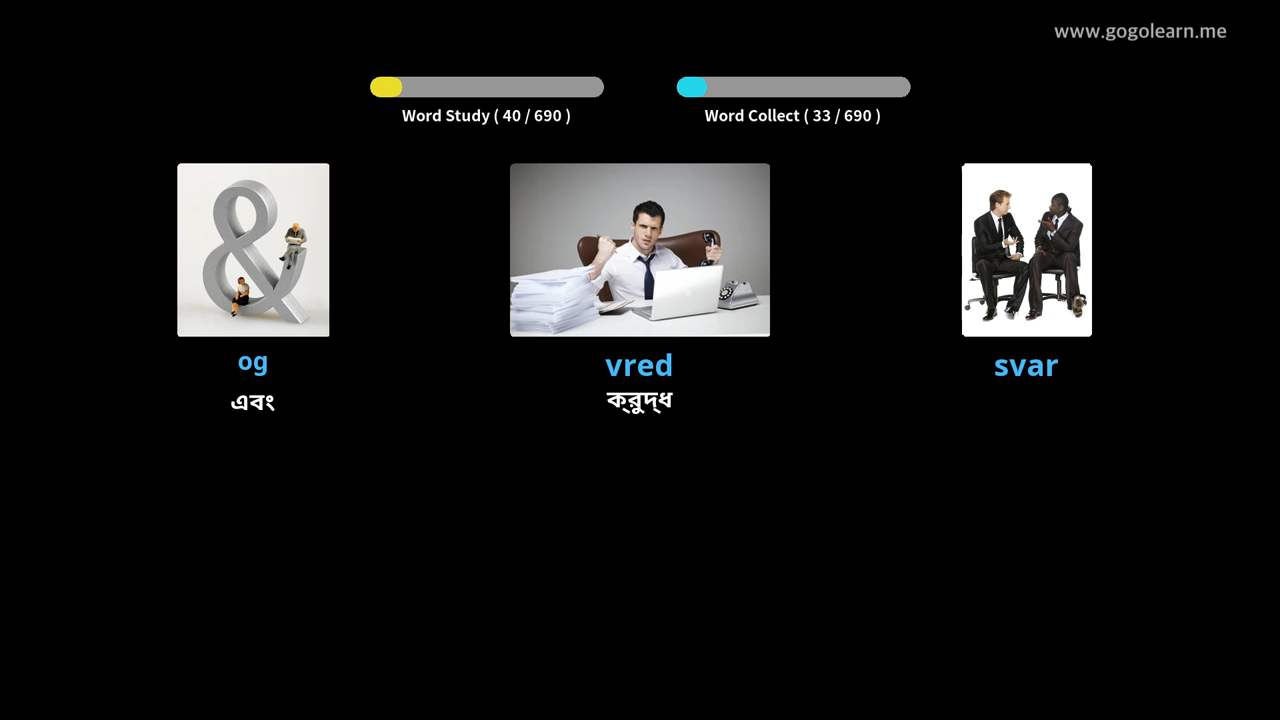 www.gogolearn.me
Word Study ( 40 / 690 )
Word Collect ( 33 / 690 )
&
og
vred
svar
এবং
ক্রুদ্ধ